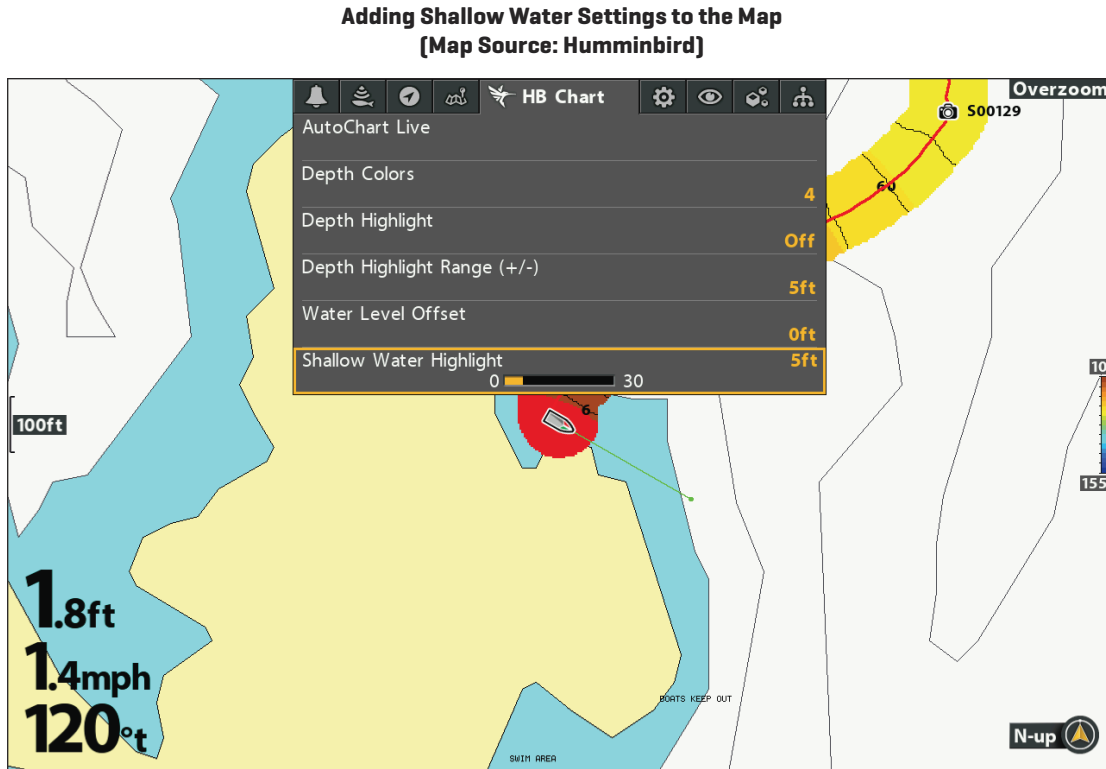 Adding Shallow Water Settings to the Map
(Map Source: Humminbird)
HB Chart
Overzoom
S00129
AutoChart Live
Depth Colors
4
60
Depth Highlight
Off
Depth Highlight Range (+/-)
5ft
Water Level Offset
0ft
Shallow Water Highlight
5ft
0
30
10
6
100ft
155
1.8ft
1.4mph
120°t
BOATS KEEP OUT
SWIM AREA
N-up